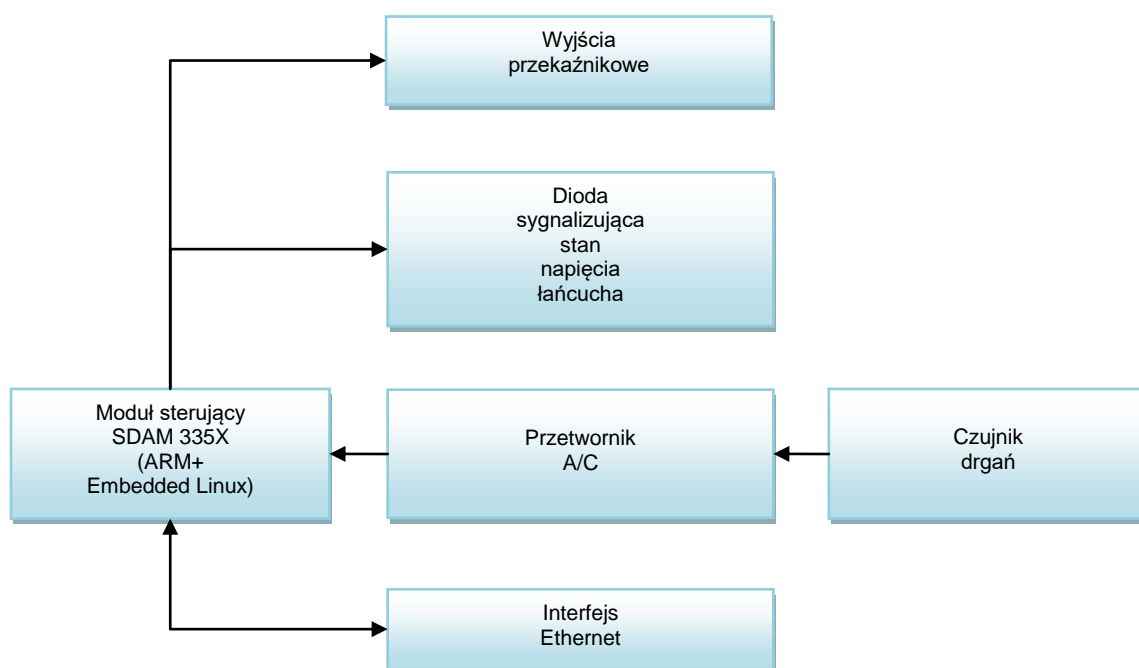 Wyjścia
przekaźnikowe
Dioda
sygnalizująca
stan
napięcia
łańcucha
Moduł sterujący
SDAM 335X
(ARM+
Embedded Linux)
Przetwornik
A/C
Czujnik
drgań
Interfejs
Ethernet